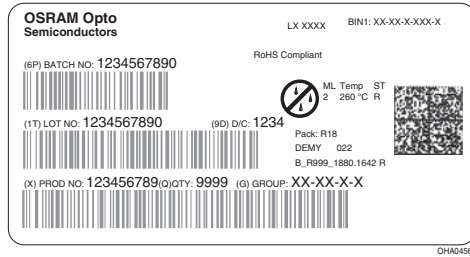 OSRAM Opto
Semiconductors
LX XXXX
BIN1: XX-XX-X-XXX-X
RoHS Compliant
(6P) BATCH NO: 1234567890
ML Temp ST
2 260 °C R
(1T) LOT NO: 1234567890 (9D) D/C: 1234
Pack: R18
DEMY 022
B_R999_1880.1642 R
(X) PROD NO: 123456789(Q)QTY: 9999 (G) GROUP: XX-XX-X-X